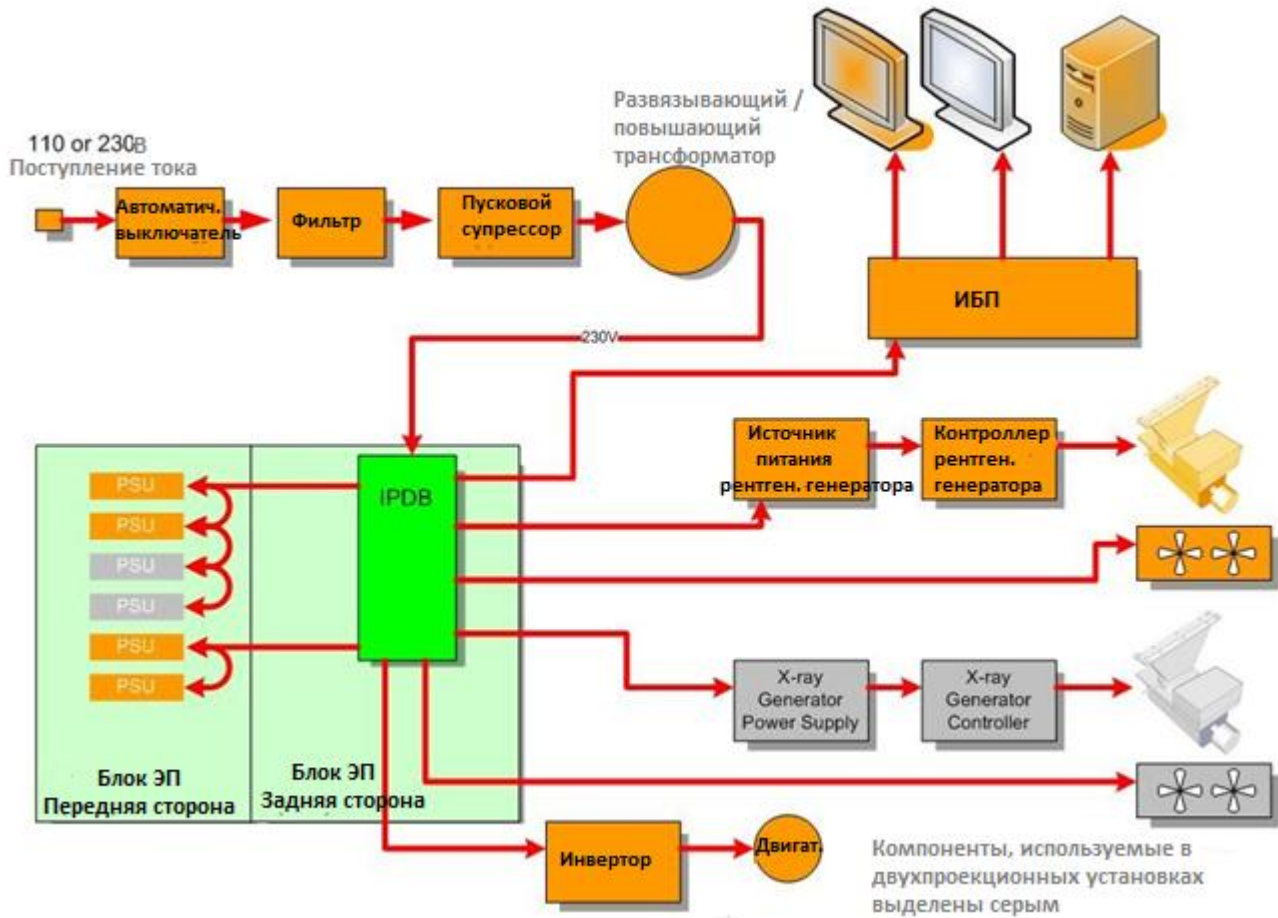 110 or 230В
Поступление тока
Автоматич.
выключатель
Фильтр
Пусковой
супрессор
Развязывающий /
повышающий
трансформатор
ИБП
230V
PSU
PSU
PSU
PSU
PSU
PSU
IPDB
Блок ЭП
Передняя сторона
Блок ЭП
Задняя сторона
Источник
питания
рентген. генератора
Контроллер
рентген.
генератора
X-ray
Generator
Power Supply
X-ray
Generator
Controller
Инвертор
Двигат.
Компоненты, используемые в
двухпроекционных установках
выделены серым